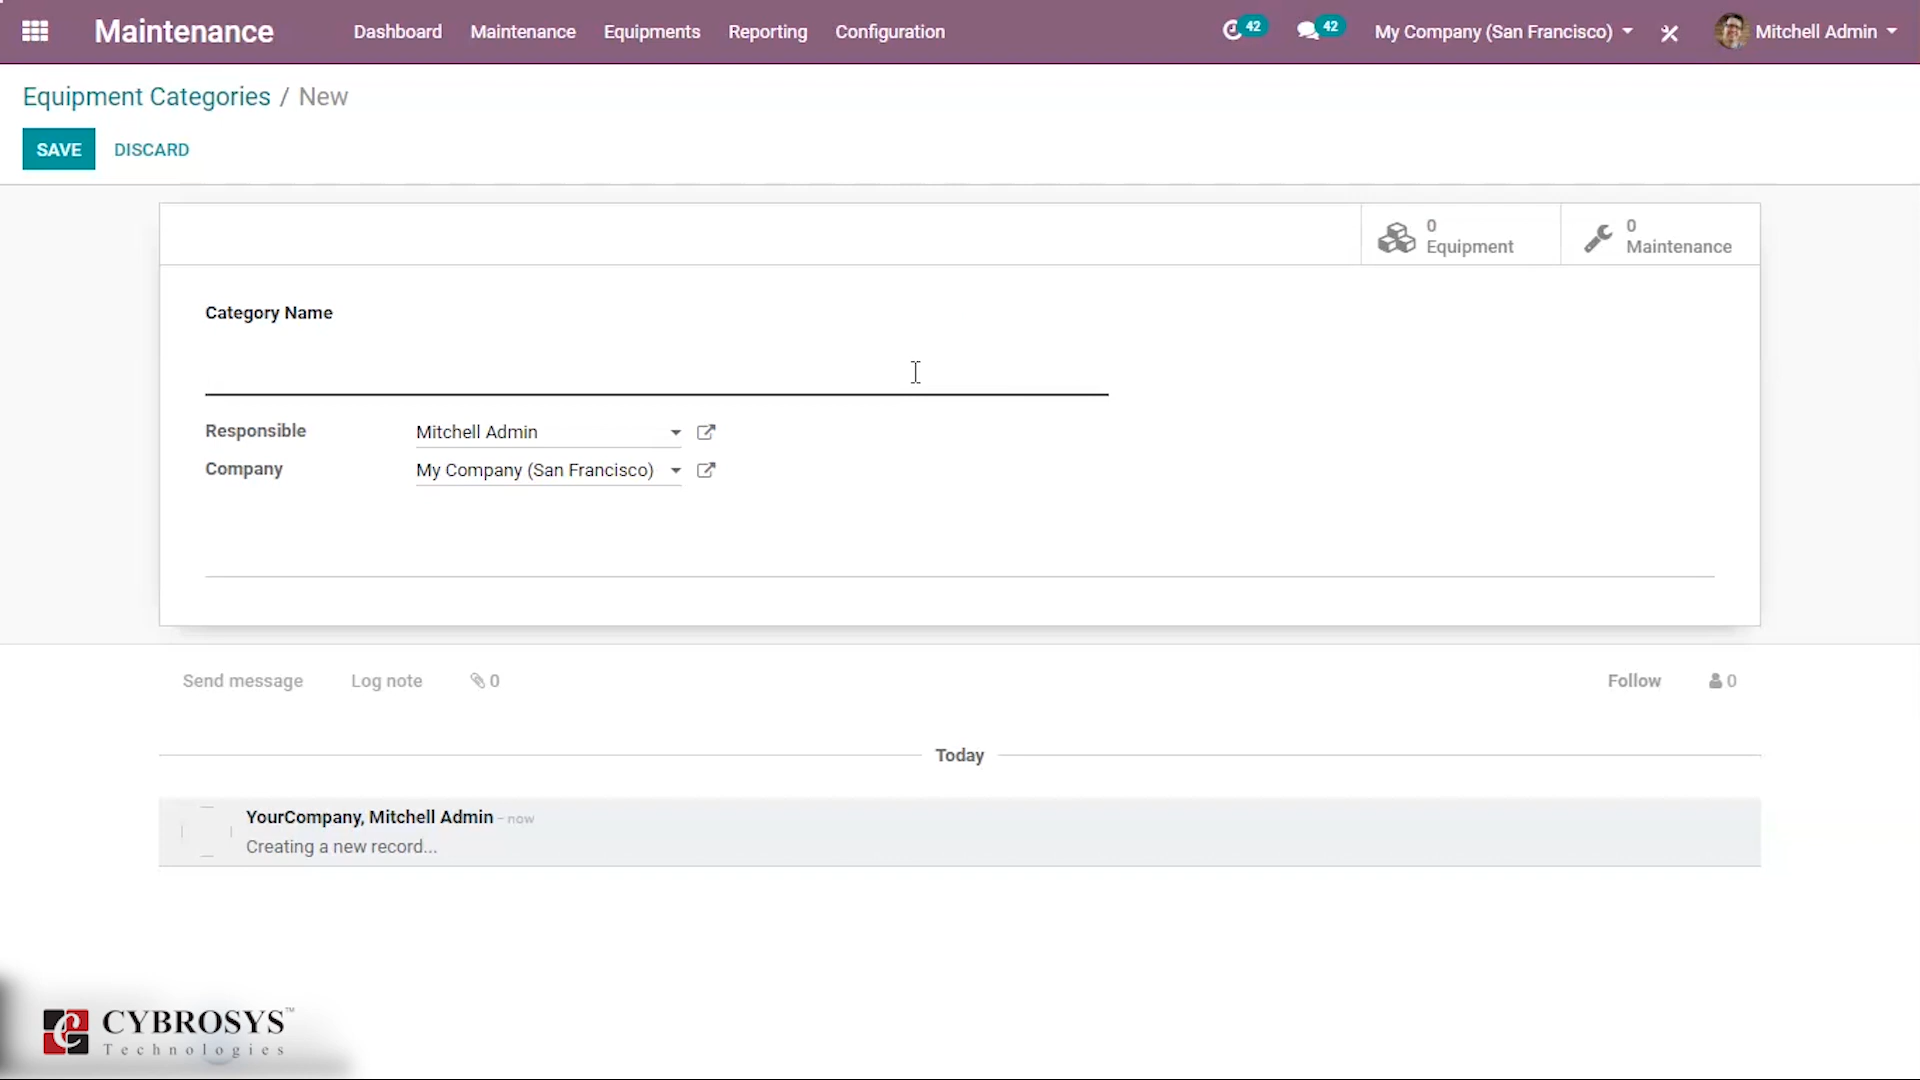 Maintenance Dashboard Maintenance Equipments Reporting Configuration 42 42 My Company (San Francisco) Mitchell Admin
Equipment Categories / New
SAVE DISCARD
0 Equipment
0 Maintenance
Category Name
Responsible Mitchell Admin
Company My Company (San Francisco)
Send message Log note 0 Follow 0
Today
YourCompany, Mitchell Admin - now
Creating a new record...
CYBROSYS™
Technologies